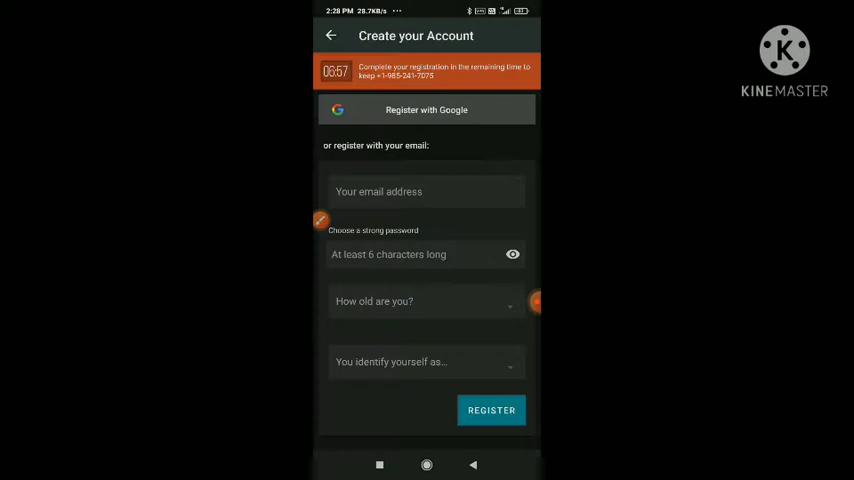 2:28 PM 28.7KB/s •••
Create your Account
06:57
Complete your registration in the remaining time to
keep +1-985-241-7075
Register with Google
or register with your email:
Your email address
Choose a strong password
At least 6 characters long
How old are you?
You identify yourself as...
REGISTER
K
KINEMASTER